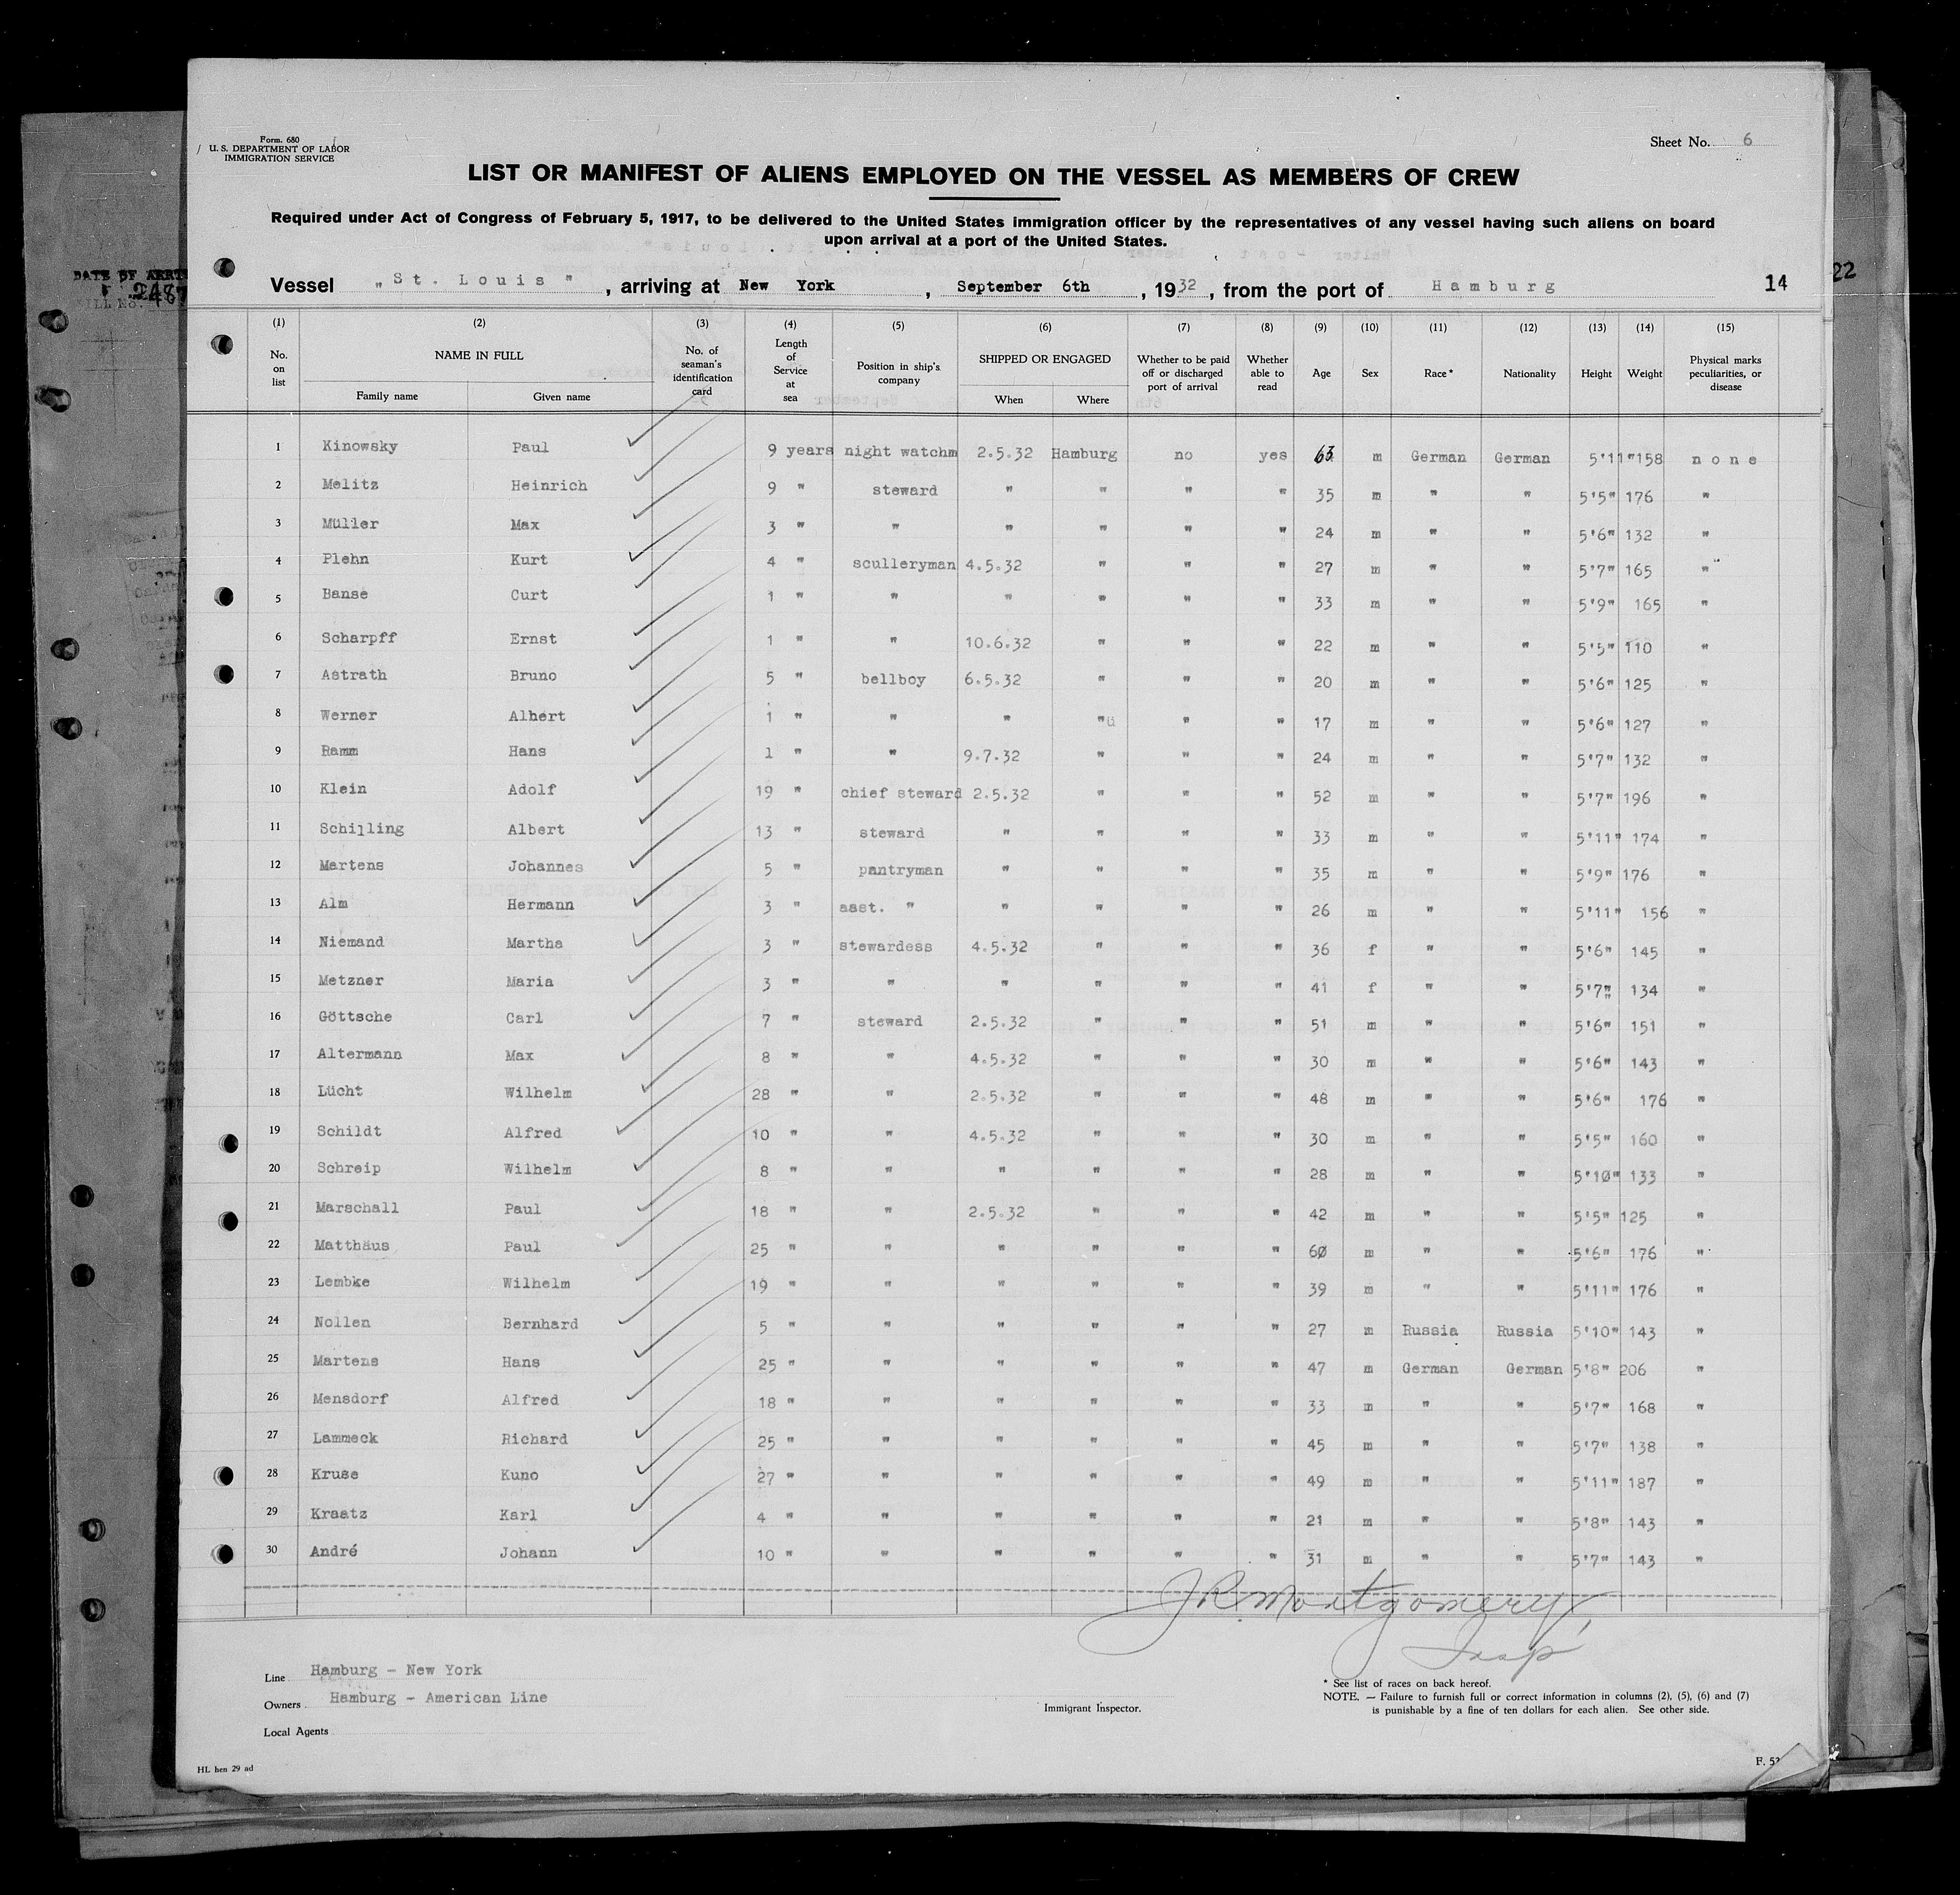 Form. 680
U. S. DEPARTMENT OF LABOR
IMMIGRATION SERVICE
Sheet No. 6
LIST OR MANIFEST OF ALIENS EMPLOYED ON THE VESSEL AS MEMBERS OF CREW
Required under Act of Congress of February 5, 1917, to be delivered to the United States immigration officer by the representatives of any vessel having such aliens on board
upon arrival at a port of the United States.
Vessel "St. Louis", arriving at New York, September 6th, 1932, from the port of Hamburg 14
22
(1) (2) (3) (4) (5) (6) (7) (8) (9) (10) (11) (12) (13) (14) (15)
No. on list NAME IN FULL Family name Given name No. of seaman's identification card Length of Service at sea Position in ship's company SHIPPED OR ENGAGED When Where Whether to be paid off or discharged port of arrival Whether able to read Age Sex Race* Nationality Height Weight Physical marks peculiarities, or disease
1 Kinowsky Paul 9 years night watchm 2.5.32 Hamburg no yes 63 m German German 5'11" 158 none
2 Melitz Heinrich 9 " steward " " " " 35 m " " 5'5" 176 "
3 Müller Max 3 " " " " " " 24 m " " 5'6" 132 "
4 Plehn Kurt 4 " sculleryman 4.5.32 " " " 27 m " " 5'7" 165 "
5 Banse Curt 1 " " " " " " 33 m " " 5'9" 165 "
6 Scharpff Ernst 1 " " 10.6.32 " " " 22 m " " 5'5" 110 "
7 Astrath Bruno 5 " bellboy 6.5.32 " " " 20 m " " 5'6" 125 "
8 Werner Albert 1 " " " "ü " " 17 m " " 5'6" 127 "
9 Ramm Hans 1 " " 9.7.32 " " " 24 m " " 5'7" 132 "
10 Klein Adolf 19 " chief steward 2.5.32 " " " 52 m " " 5'7" 196 "
11 Schilling Albert 13 " steward " " " " 33 m " " 5'11" 174 "
12 Martens Johannes 5 " pantryman " " " " 35 m " " 5'9" 176 "
13 Alm Hermann 3 " asst. " " " " " 26 m " " 5'11" 156 "
14 Niemand Martha 3 " stewardess 4.5.32 " " " 36 f " " 5'6" 145 "
15 Metzner Maria 3 " " " " " " 41 f " " 5'7" 134 "
16 Göttsche Carl 7 " steward 2.5.32 " " " 51 m " " 5'6" 151 "
17 Altermann Max 8 " " 4.5.32 " " " 30 m " " 5'6" 143 "
18 Lücht Wilhelm 28 " " 2.5.32 " " " 48 m " " 5'6" 176 "
19 Schildt Alfred 10 " " 4.5.32 " " " 30 m " " 5'5" 160 "
20 Schreip Wilhelm 8 " " " " " " 28 m " " 5'10" 133 "
21 Marschall Paul 18 " " 2.5.32 " " " 42 m " " 5'5" 125 "
22 Matthäus Paul 25 " " " " " " 60 m " " 5'6" 176 "
23 Lembke Wilhelm 19 " " " " " " 39 m " " 5'11" 176 "
24 Nollen Bernhard 5 " " " " " " 27 m Russia Russia 5'10" 143 "
25 Martens Hans 25 " " " " " " 47 m German German 5'8" 206 "
26 Mensdorf Alfred 18 " " " " " " 33 m " " 5'7" 168 "
27 Lammeck Richard 25 " " " " " " 45 m " " 5'7" 138 "
28 Kruse Kuno 27 " " " " " " 49 m " " 5'11" 187 "
29 Kraatz Karl 4 " " " " " " 21 m " " 5'8" 143 "
30 André Johann 10 " " " " " " 31 m " " 5'7" 143 "
J R Montgomery
Insp
Line Hamburg - New York
Owners Hamburg - American Line
Local Agents
Immigrant Inspector.
* See list of races on back hereof.
NOTE. — Failure to furnish full or correct information in columns (2), (5), (6) and (7)
is punishable by a fine of ten dollars for each alien. See other side.
HL hen 29 ad
F. 53